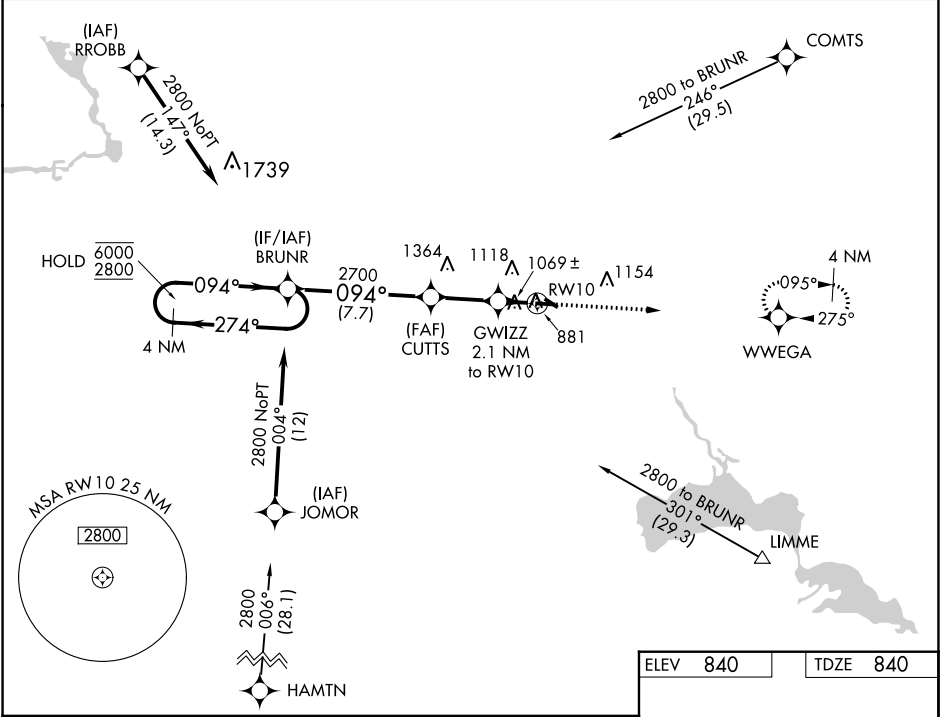 (IAF)
RROBB
2800 NoPT
147°
(14.3)
1739
COMTS
2800 to BRUNR
246°
(29.5)
HOLD
6000
2800
094°
274°
4 NM
(IF/IAF)
BRUNR
2700
094°
(7.7)
1364
(FAF)
CUTTS
1118
1069 ±
RW10
1154
881
GWIZZ
2.1 NM
to RW10
4 NM
095°
275°
WWEGA
2800 NoPT
004°
(12)
(IAF)
JOMOR
2800 to BRUNR
301°
(29.3)
LIMME
MSA RW10 25 NM
2800
2800
006°
(28.1)
HAMTN
ELEV 840
TDZE 840